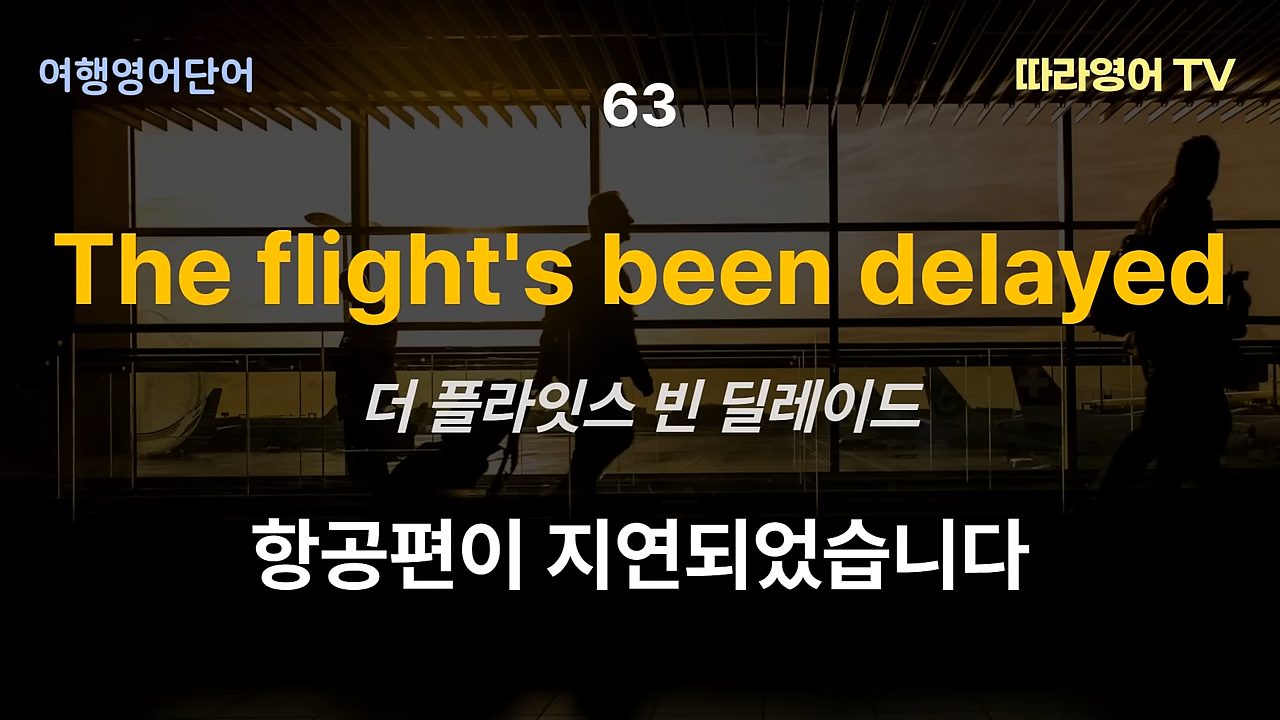 여행영어단어
따라영어 TV
63
The flight's been delayed
더 플라잇스 빈 딜레이드
항공편이 지연되었습니다